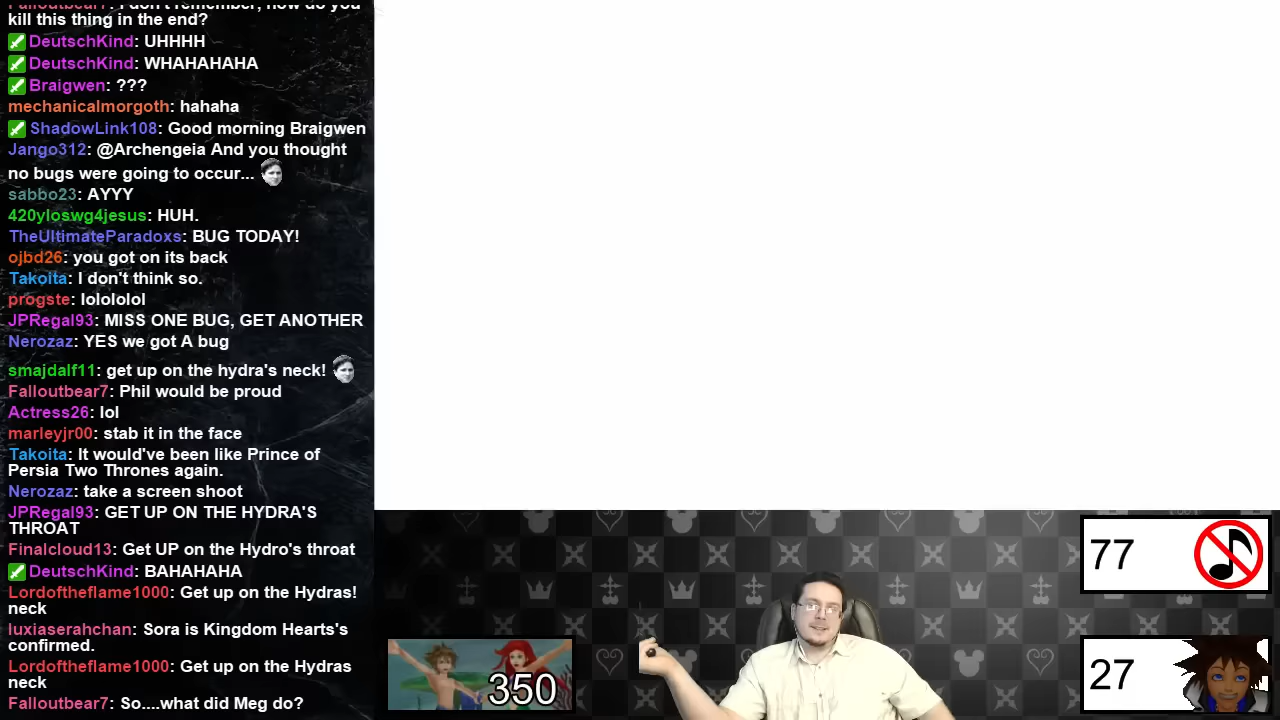 Falloutbear7: I don't remember, how do you
kill this thing in the end?
DeutschKind: UHHHH
DeutschKind: WHAHAHAHA
Braigwen: ???
mechanicalmorgoth: hahaha
ShadowLink108: Good morning Braigwen
Jango312: @Archengeia And you thought
no bugs were going to occur...
sabbo23: AYYY
420yloswg4jesus: HUH.
TheUltimateParadoxs: BUG TODAY!
ojbd26: you got on its back
Takoita: I don't think so.
progste: lolololol
JPRegal93: MISS ONE BUG, GET ANOTHER
Nerozaz: YES we got A bug
smajdalf11: get up on the hydra's neck!
Falloutbear7: Phil would be proud
Actress26: lol
marleyjr00: stab it in the face
Takoita: It would've been like Prince of
Persia Two Thrones again.
Nerozaz: take a screen shoot
JPRegal93: GET UP ON THE HYDRA'S
THROAT
Finalcloud13: Get UP on the Hydro's throat
DeutschKind: BAHAHAHA
Lordoftheflame1000: Get up on the Hydras!
neck
luxiaserahchan: Sora is Kingdom Hearts's
confirmed.
Lordoftheflame1000: Get up on the Hydras
neck
Falloutbear7: So....what did Meg do?
77
350
27